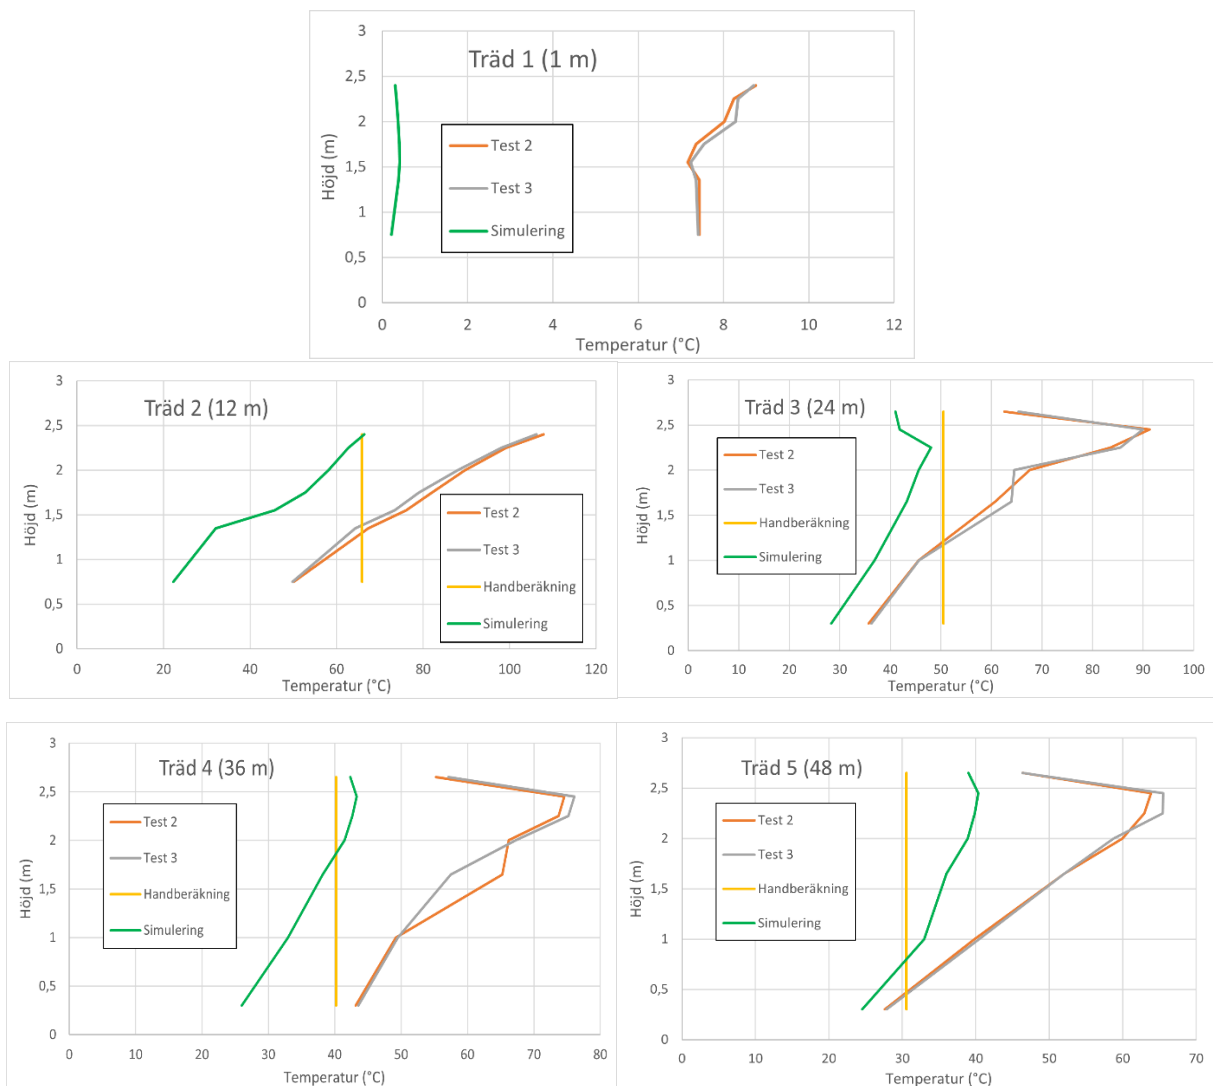 Träd 1 (1 m)
3
2,5
2
1,5
1
0,5
0
Höjd (m)
Test 2
Test 3
Simulering
0 2 4 6 8 10 12
Temperatur (°C)
Träd 2 (12 m)
3
2,5
2
1,5
1
0,5
0
Höjd (m)
Test 2
Test 3
Handberäkning
Simulering
0 20 40 60 80 100 120
Temperatur (°C)
Träd 3 (24 m)
3
2,5
2
1,5
1
0,5
0
Höjd (m)
Test 2
Test 3
Handberäkning
Simulering
0 10 20 30 40 50 60 70 80 90 100
Temperatur (°C)
Träd 4 (36 m)
3
2,5
2
1,5
1
0,5
0
Höjd (m)
Test 2
Test 3
Handberäkning
Simulering
0 10 20 30 40 50 60 70 80
Temperatur (°C)
Träd 5 (48 m)
3
2,5
2
1,5
1
0,5
0
Höjd (m)
Test 2
Test 3
Handberäkning
Simulering
0 10 20 30 40 50 60 70
Temperatur (°C)